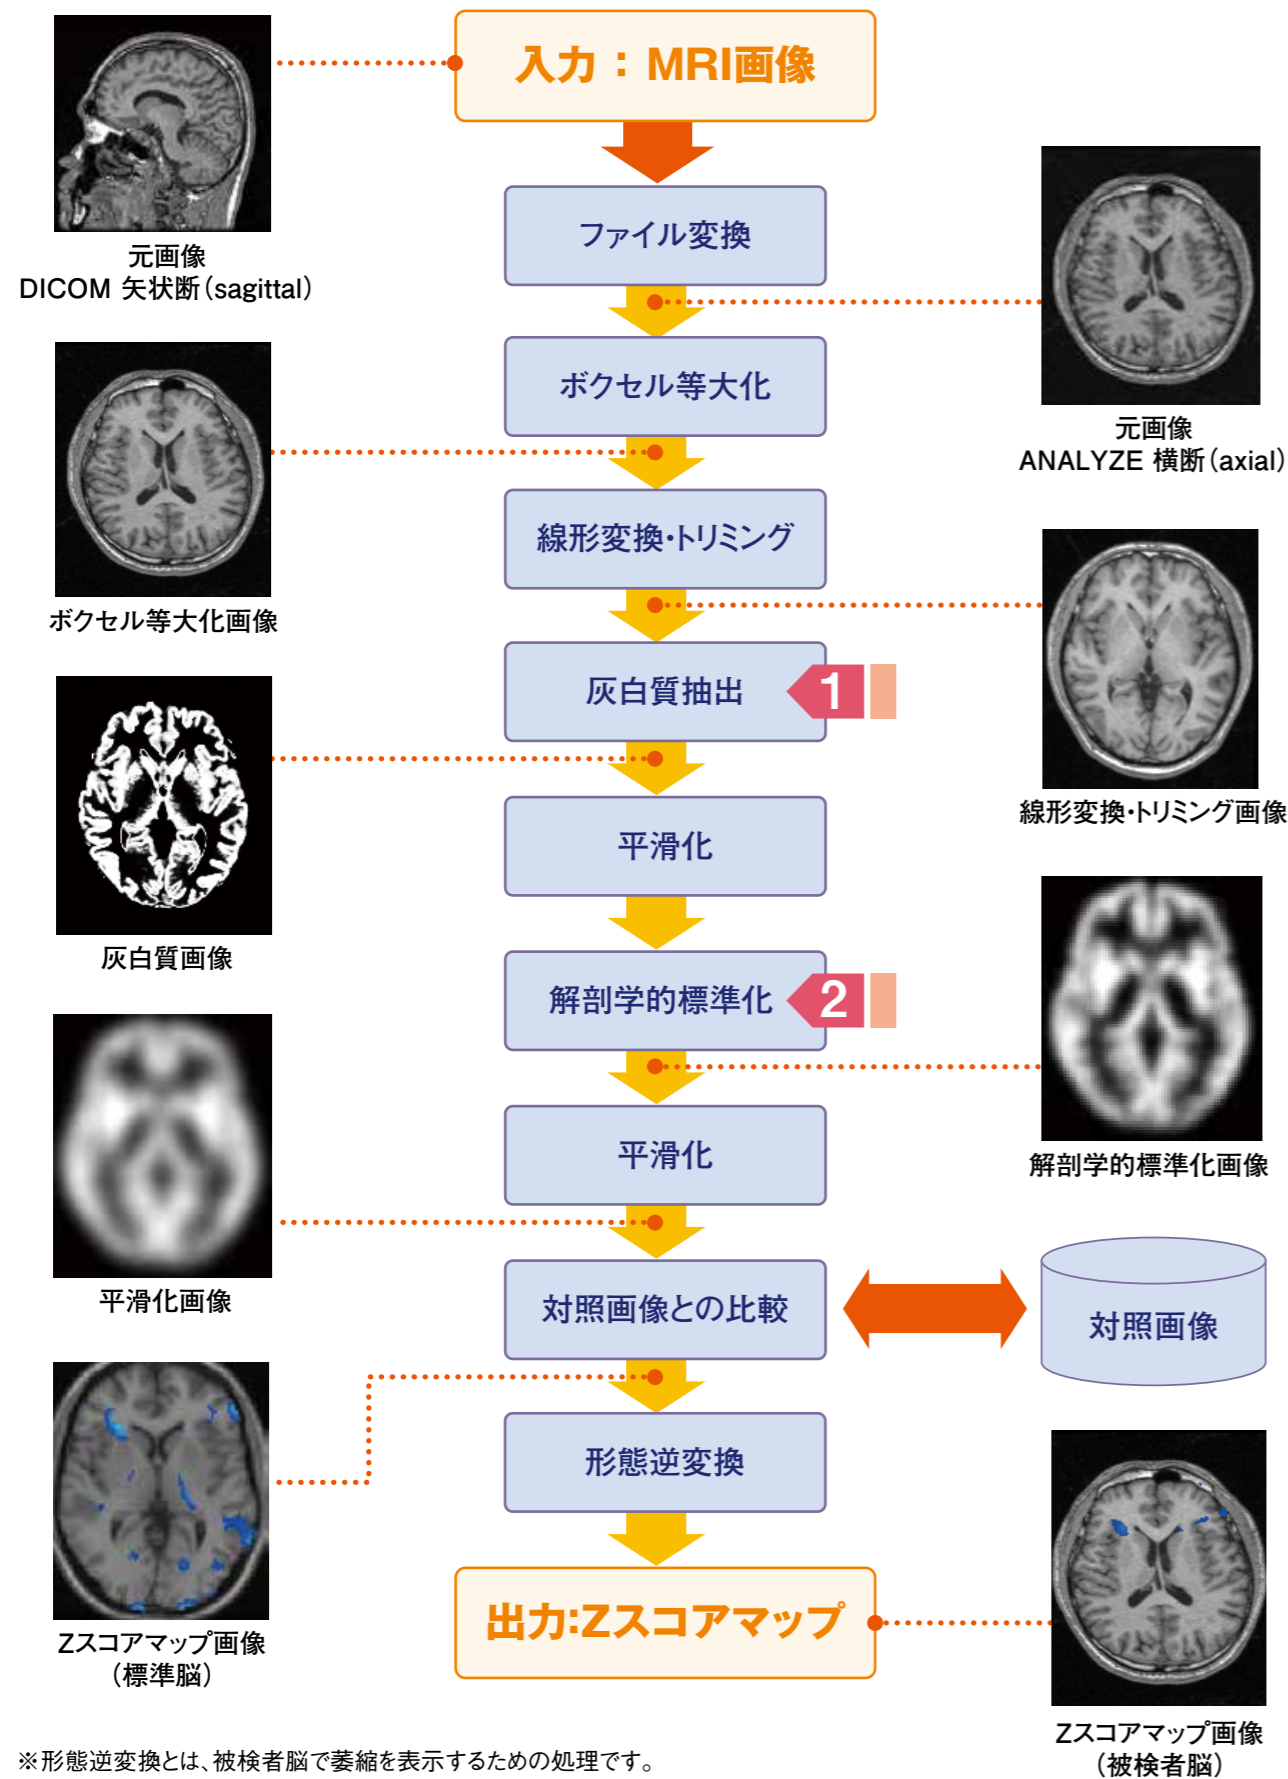 入力：MRI画像
元画像
DICOM 矢状断（sagittal）
ファイル変換
元画像
ANALYZE 横断（axial）
ボクセル等大化
ボクセル等大化画像
線形変換・トリミング
線形変換・トリミング画像
灰白質抽出
1
灰白質画像
平滑化
解剖学的標準化
2
解剖学的標準化画像
平滑化
平滑化画像
対照画像との比較
対照画像
Zスコアマップ画像
（標準脳）
形態逆変換
出力:Zスコアマップ
Zスコアマップ画像
（被検者脳）
※形態逆変換とは、被検者脳で萎縮を表示するための処理です。